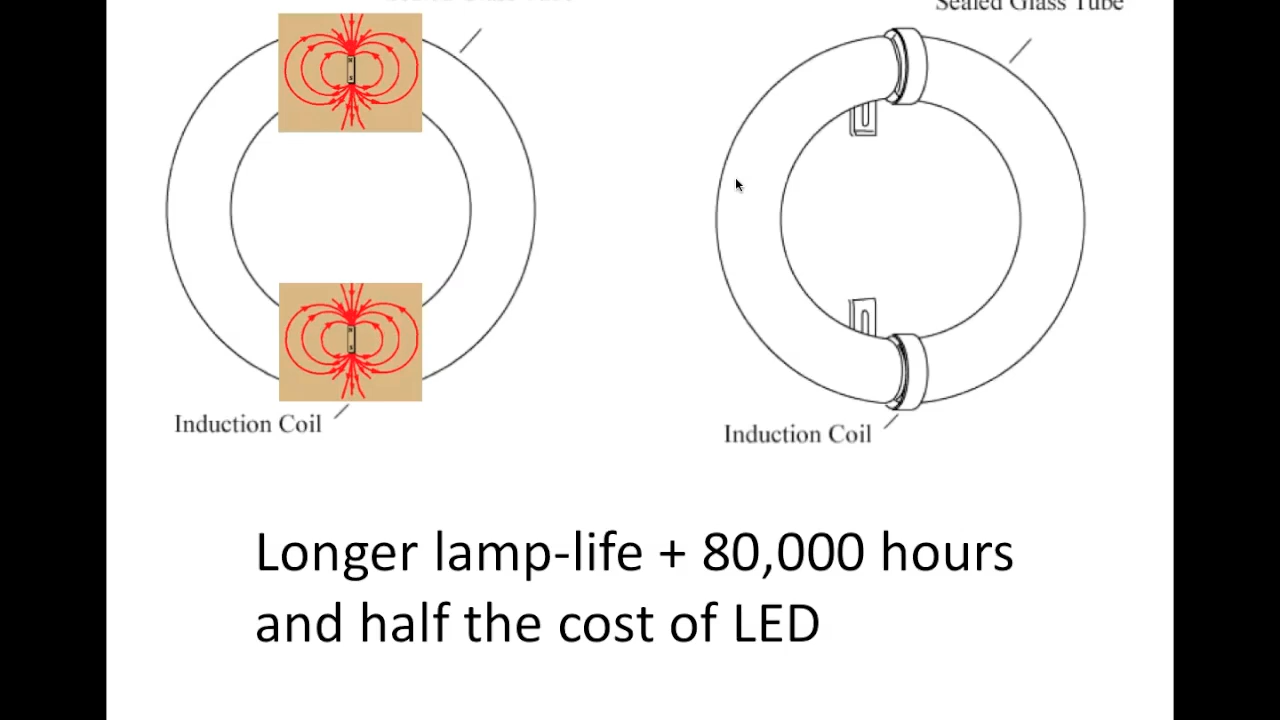 Sealed Glass Tube
Induction Coil
Induction Coil
Longer lamp-life + 80,000 hours
and half the cost of LED